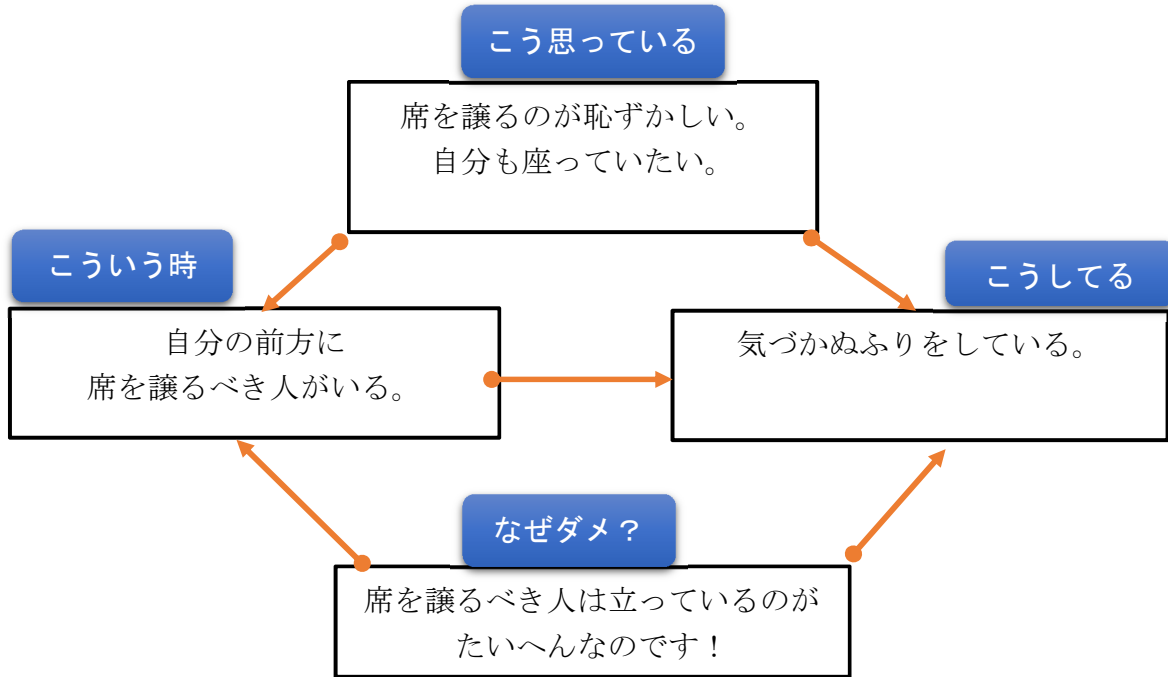 こう思っている
席を譲るのが恥ずかしい。
自分も座っていたい。
こういう時
自分の前方に
席を譲るべき人がいる。
こうしてる
気づかぬふりをしている。
なぜダメ？
席を譲るべき人は立っているのが
たいへんなのです！